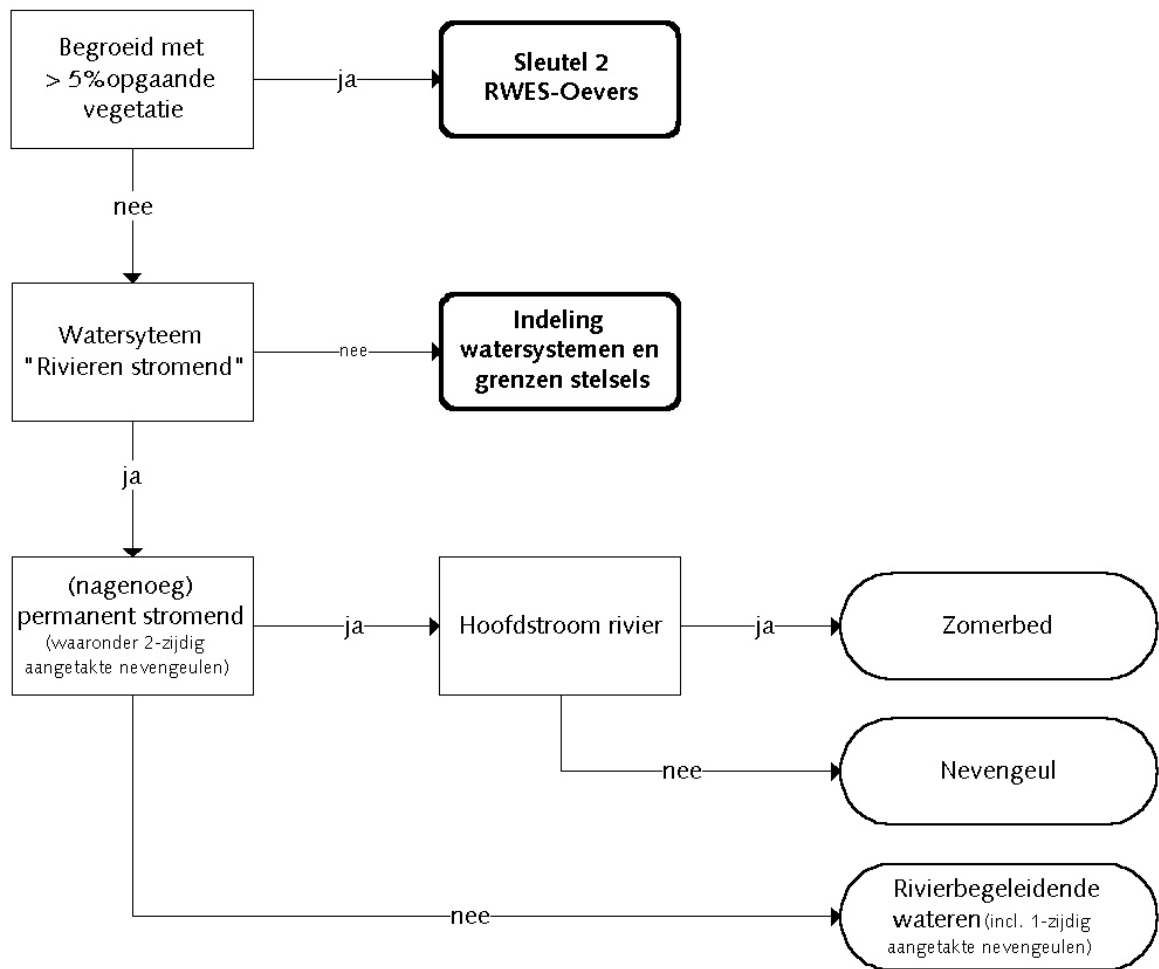 Begroeid met
> 5% opgaande
vegetatie
ja
Sleutel 2
RWES-Oevers
nee
Watersyteem
"Rivieren stromend"
nee
Indeling
watersystemen en
grenzen stelsels
ja
(nagenoeg)
permanent stromend
(waaronder 2-zijdig
aangetakte nevengeulen)
ja
Hoofdstroom rivier
ja
Zomerbed
nee
Nevengeul
nee
Rivierbegeleidende
wateren (incl. 1-zijdig
aangetakte nevengeulen)